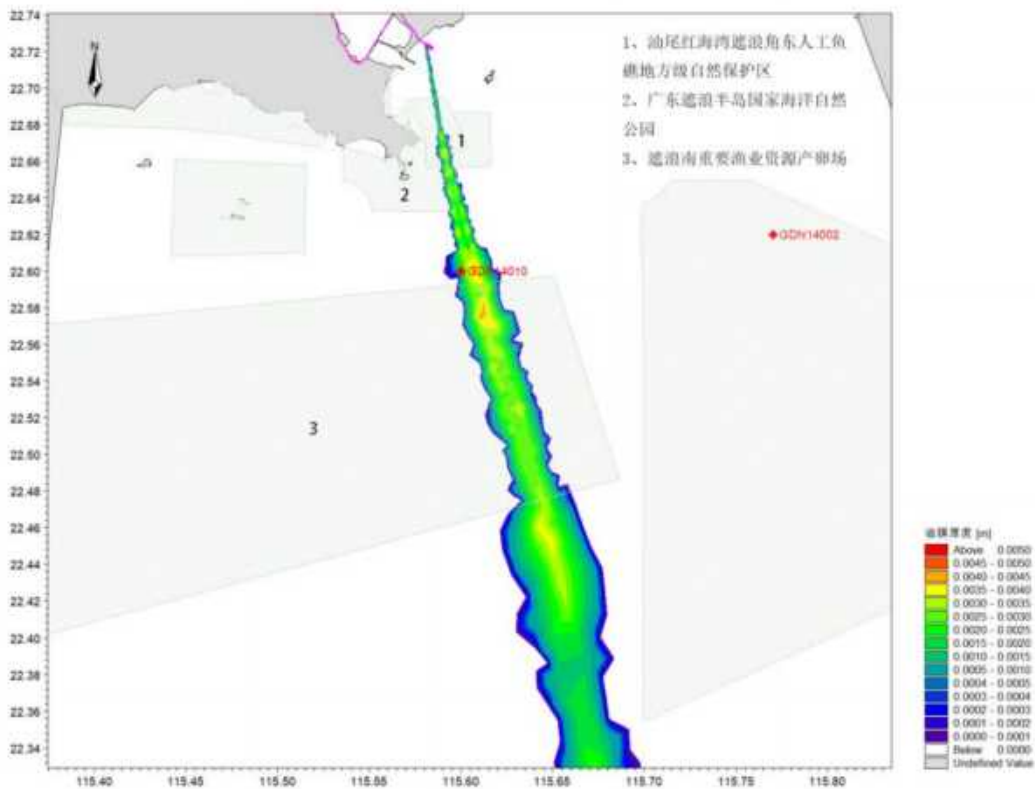 22.74
22.72
22.70
22.68
22.66
22.64
22.62
22.60
22.58
22.56
22.54
22.52
22.50
22.48
22.46
22.44
22.42
22.40
22.38
22.36
22.34
N
1、汕尾红海湾遮浪角东人工鱼
礁地方级自然保护区
2、广东遮浪半岛国家海洋自然
公园
3、遮浪南重要渔业资源产卵场
1
2
GDN14002
GDN14010
3
115.40
115.45
115.50
115.55
115.60
115.65
115.70
115.75
115.80
油膜厚度 [m]
Above 0.0050
0.0045 - 0.0050
0.0040 - 0.0045
0.0035 - 0.0040
0.0030 - 0.0035
0.0025 - 0.0030
0.0020 - 0.0025
0.0015 - 0.0020
0.0010 - 0.0015
0.0005 - 0.0010
0.0004 - 0.0005
0.0003 - 0.0004
0.0002 - 0.0003
0.0001 - 0.0002
0.0000 - 0.0001
Below 0.0000
Undefined Value